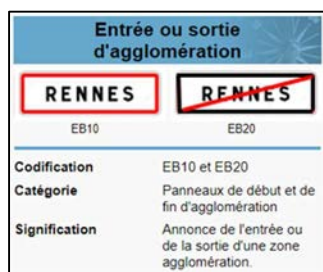 Entrée ou sortie
d'agglomération
RENNES RENNES
EB10 EB20
Codification EB10 et EB20
Catégorie Panneaux de début et de
fin d'agglomération
Signification Annonce de l'entrée ou
de la sortie d'une zone
agglomération.